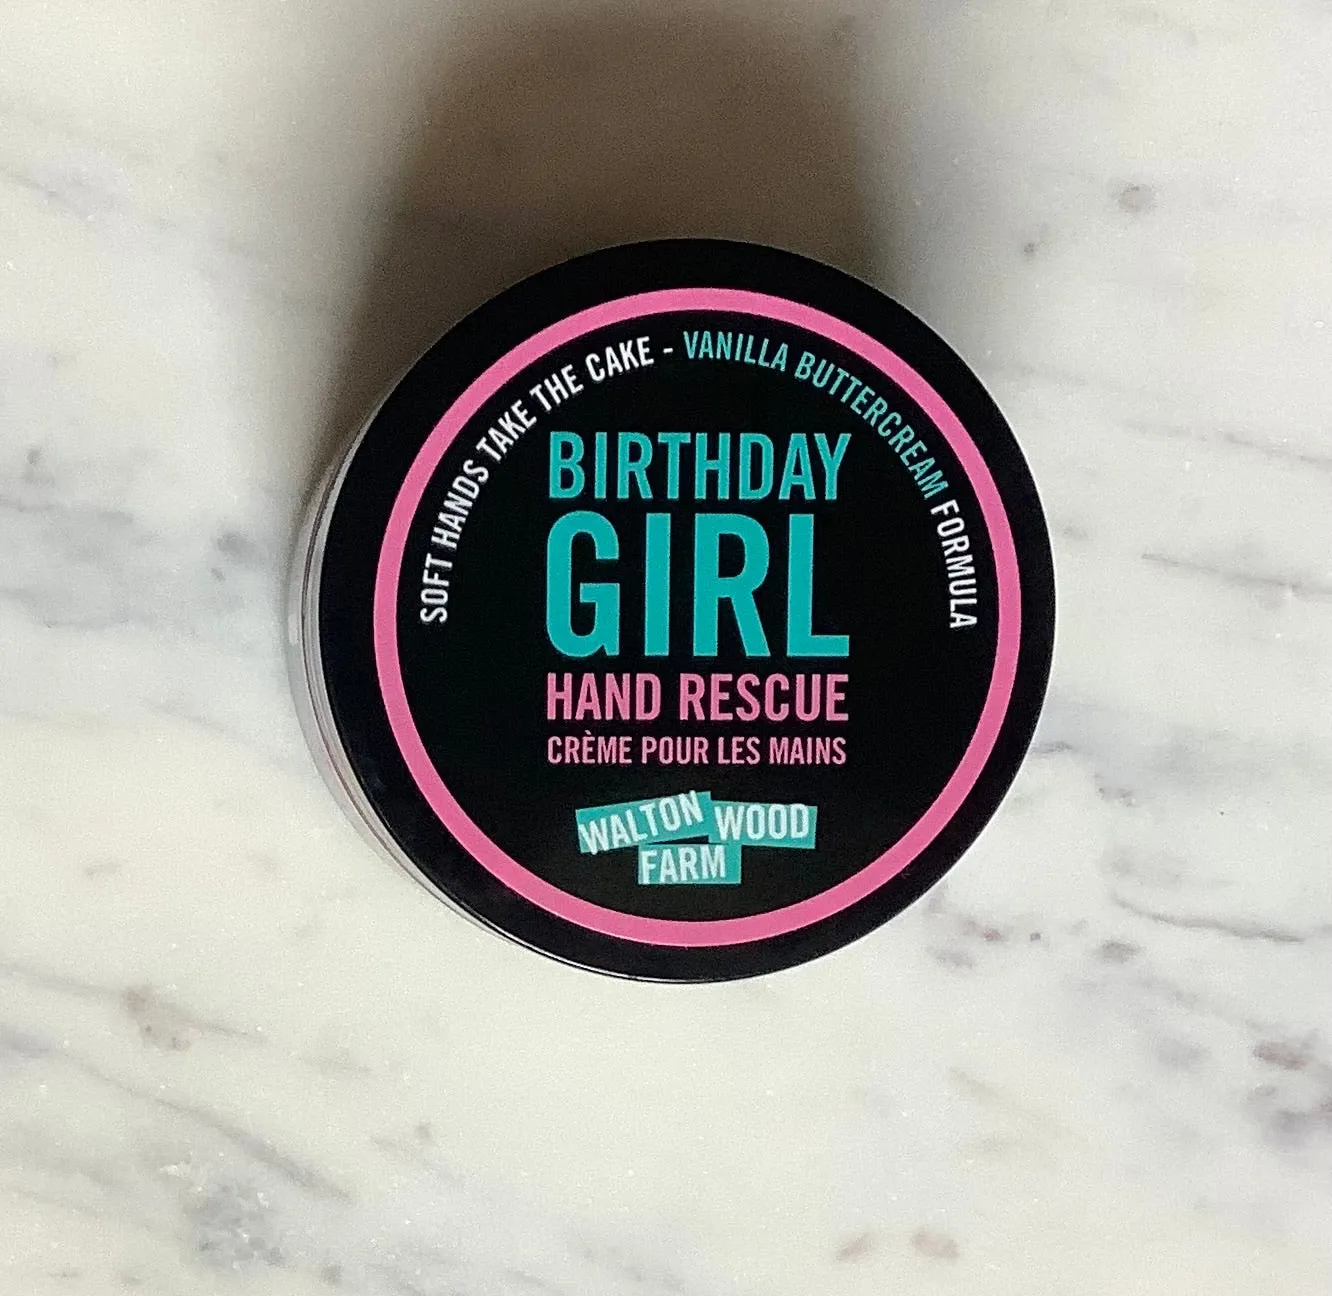 SOFT HANDS TAKE THE CAKE - VANILLA BUTTERCREAM FORMULA
BIRTHDAY
GIRL
HAND RESCUE
CRÈME POUR LES MAINS
WALTON WOOD
FARM